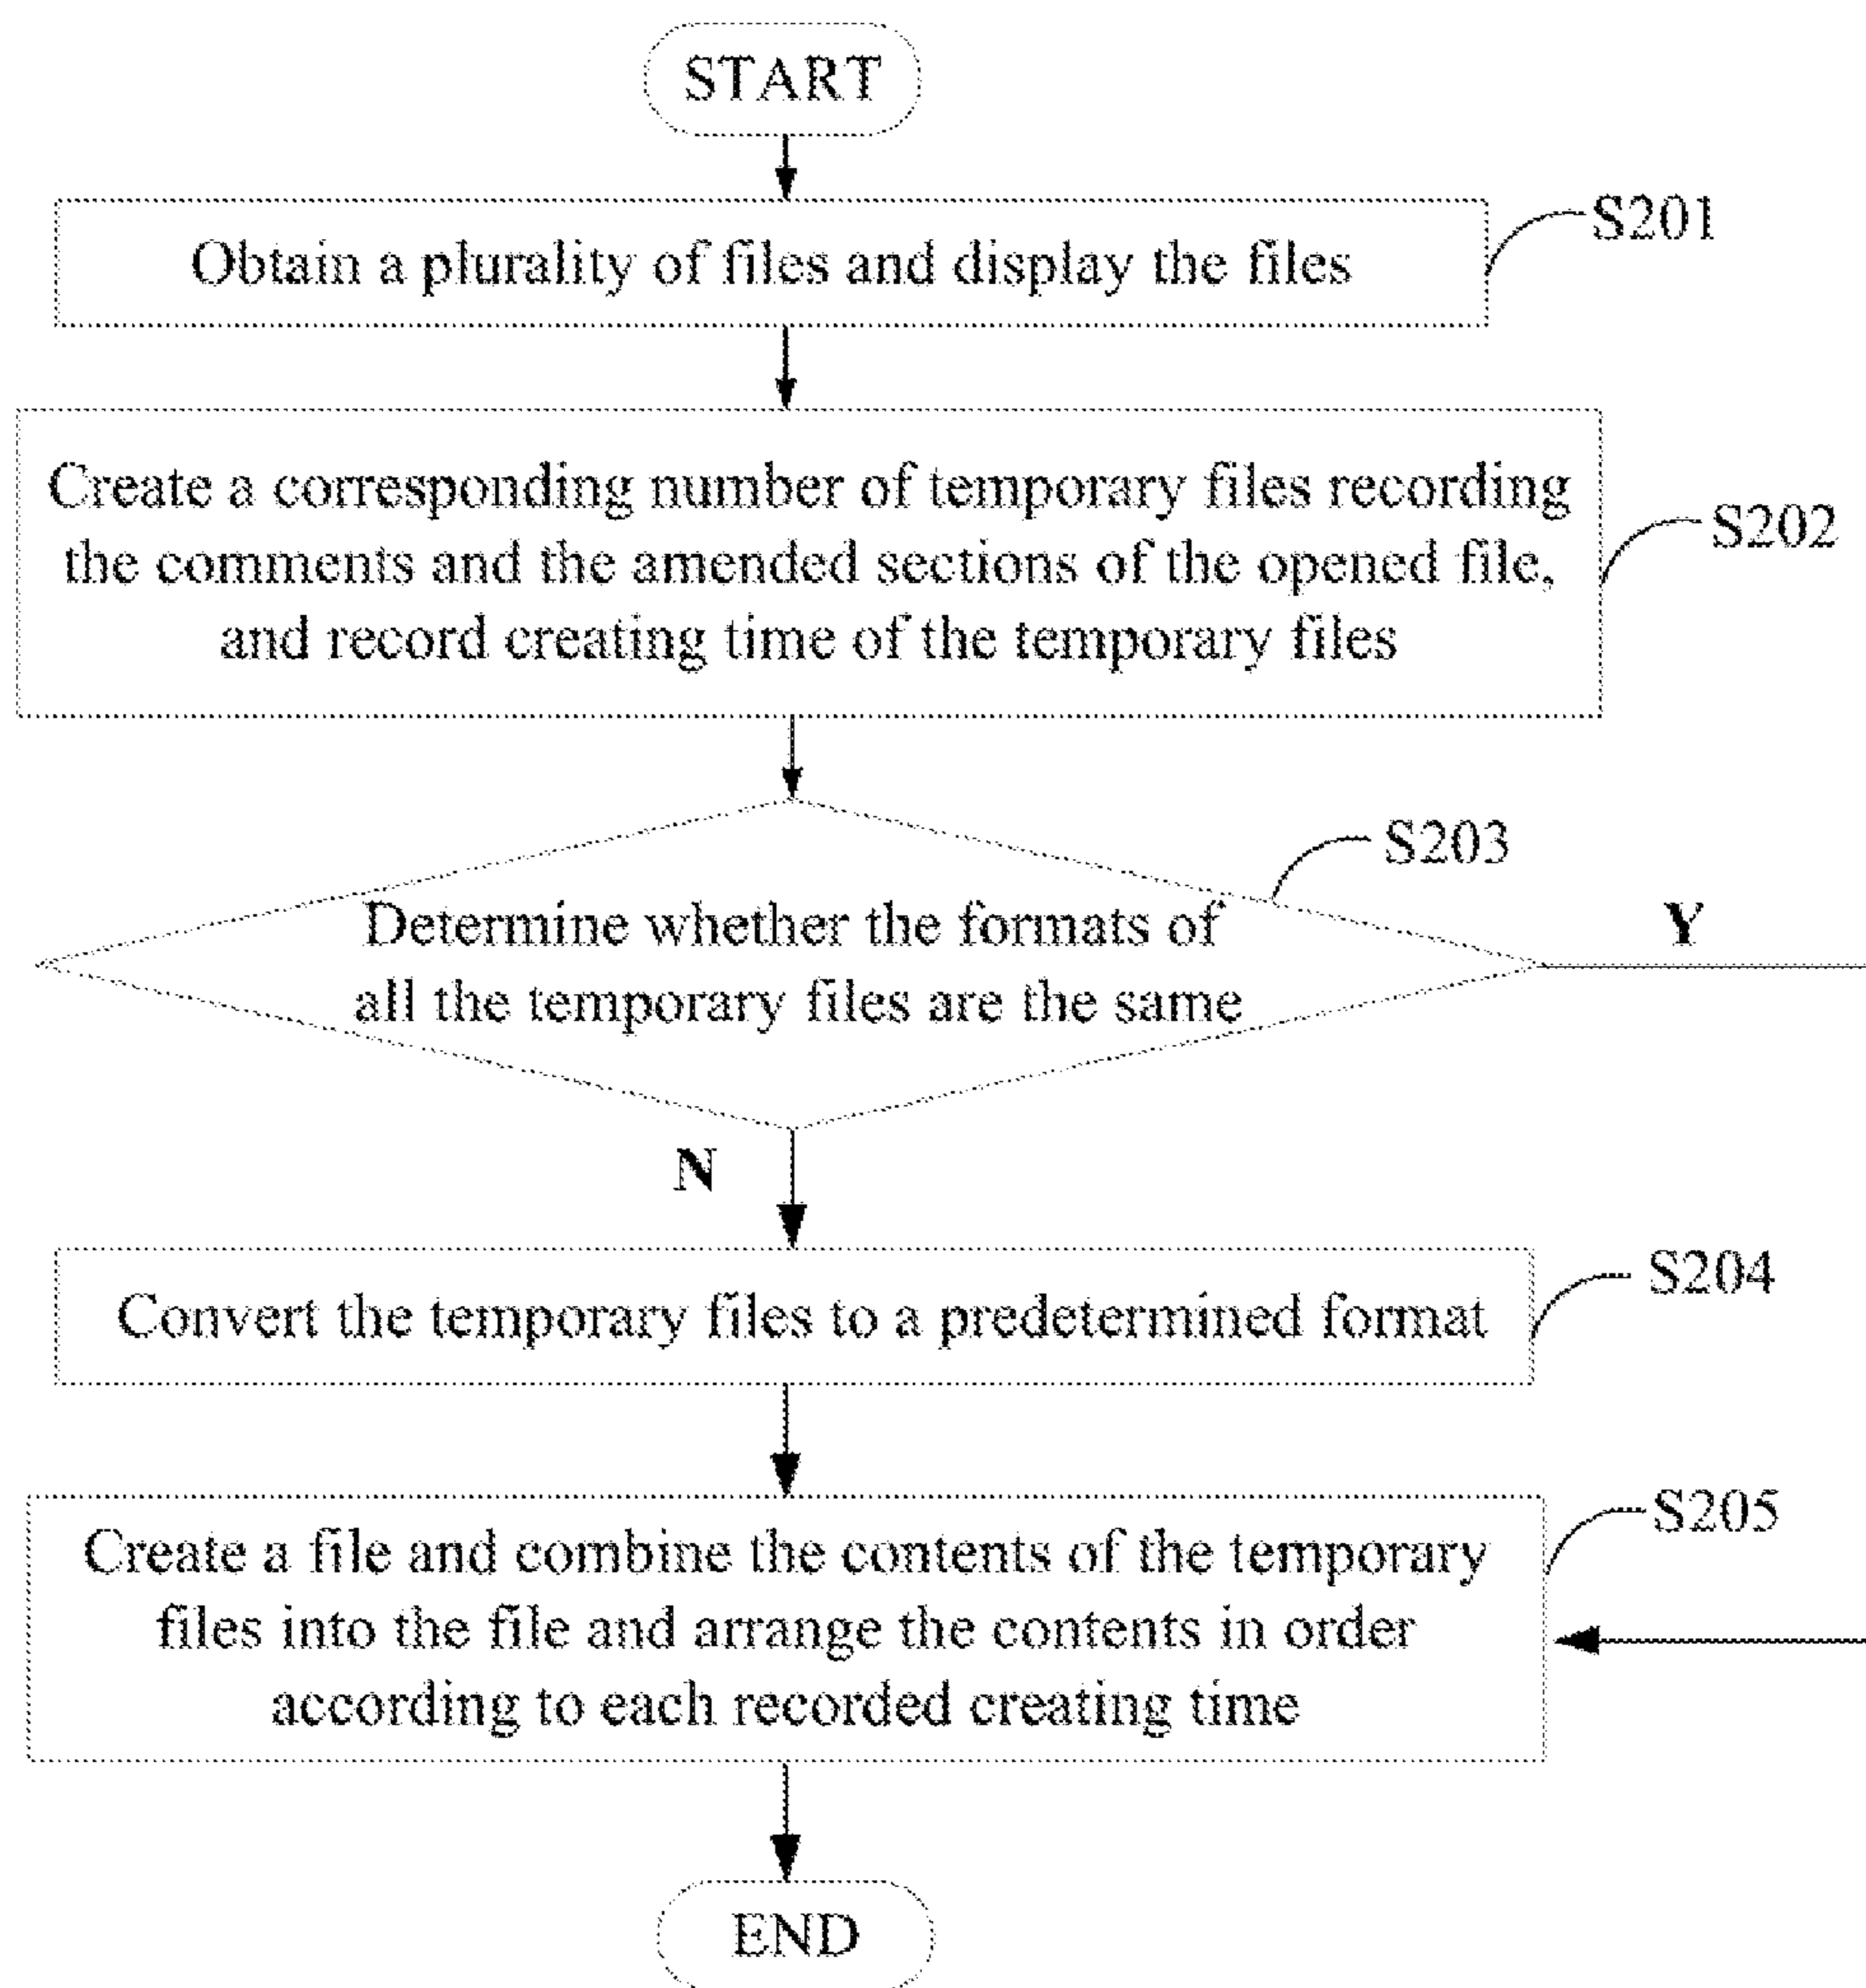 START
Obtain a plurality of files and display the files
S201
Create a corresponding number of temporary files recording
the comments and the amended sections of the opened file,
and record creating time of the temporary files
S202
S203
Determine whether the formats of
all the temporary files are the same
Y
N
Convert the temporary files to a predetermined format
S204
Create a file and combine the contents of the temporary
files into the file and arrange the contents in order
according to each recorded creating time
S205
END